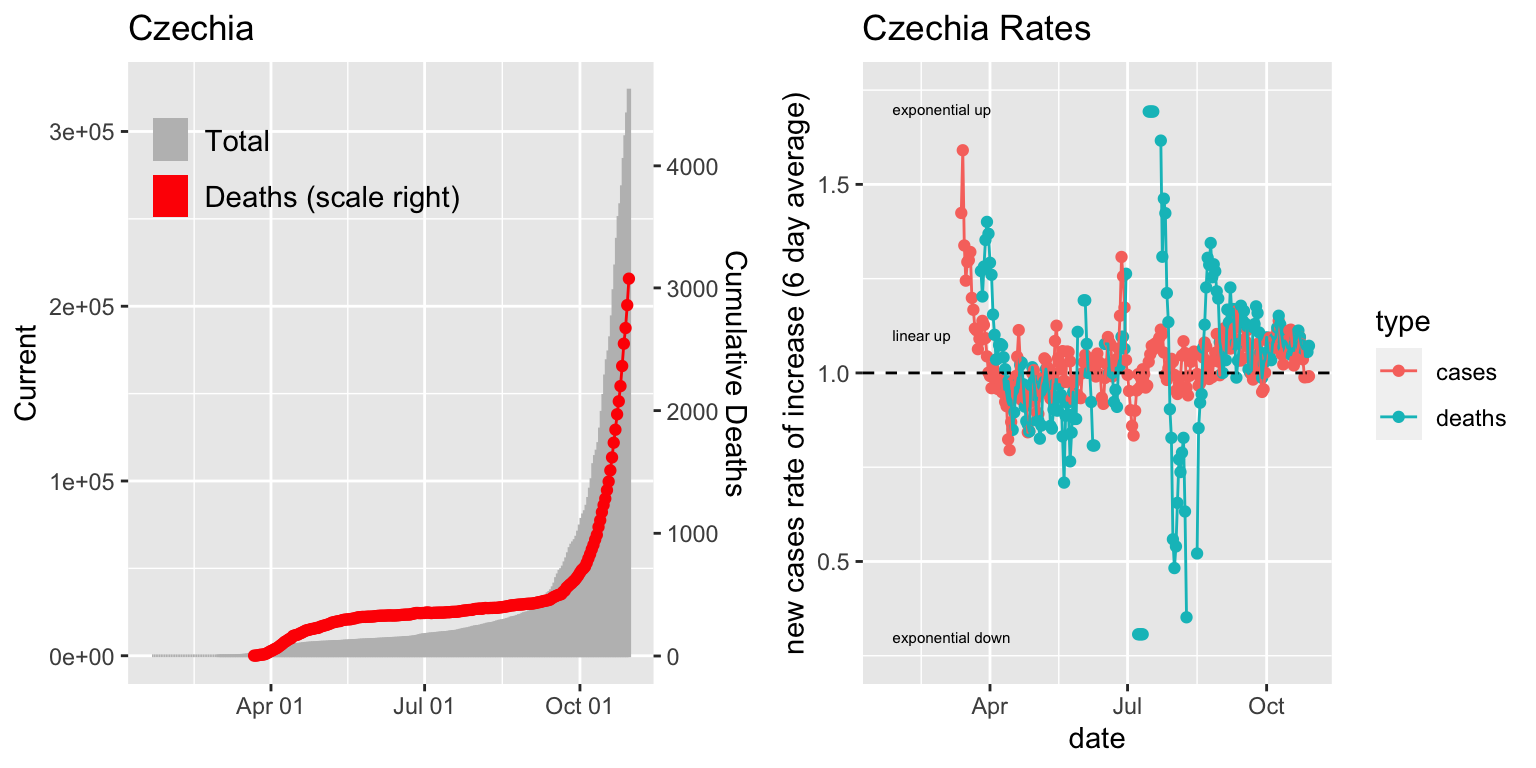 Czechia
Current
3e+05
2e+05
1e+05
0e+00
Total
Deaths (scale right)
4000
3000
2000
1000
0
Cumulative Deaths
Apr 01
Jul 01
Oct 01
Czechia Rates
new cases rate of increase (6 day average)
1.5
1.0
0.5
exponential up
linear up
exponential down
Apr
Jul
Oct
date
type
cases
deaths